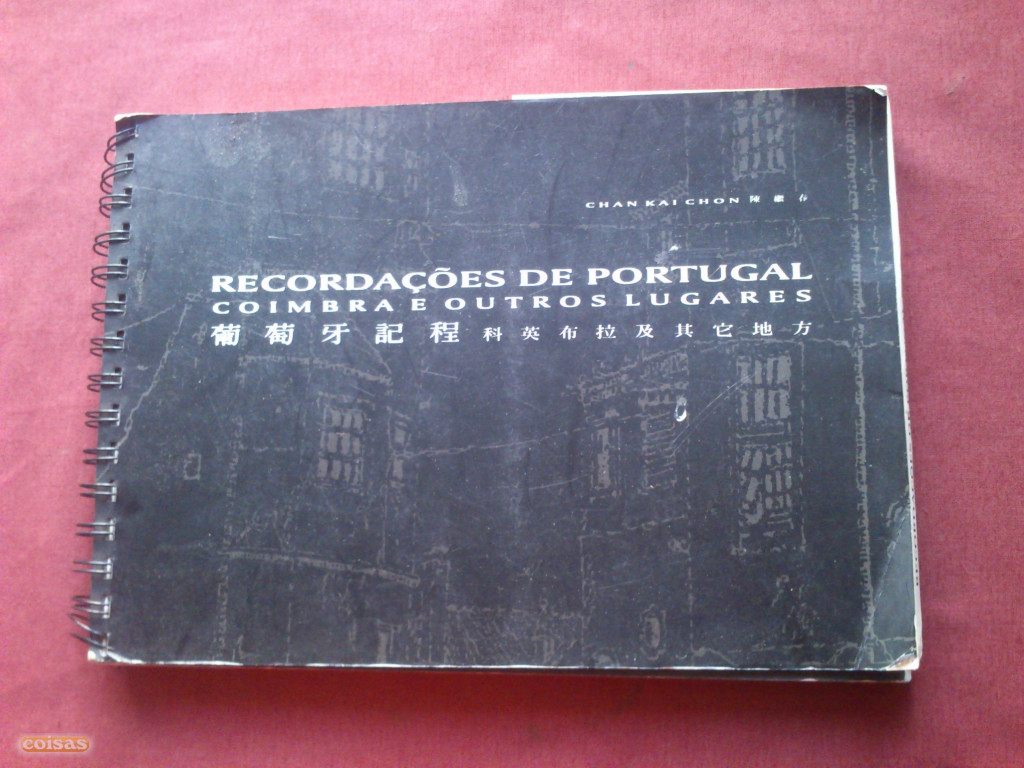 CHAN KAI CHON 陳繼春
RECORDAÇÕES DE PORTUGAL
COIMBRA E OUTROS LUGARES
葡萄牙記程 科英布拉及其它地方
coisas